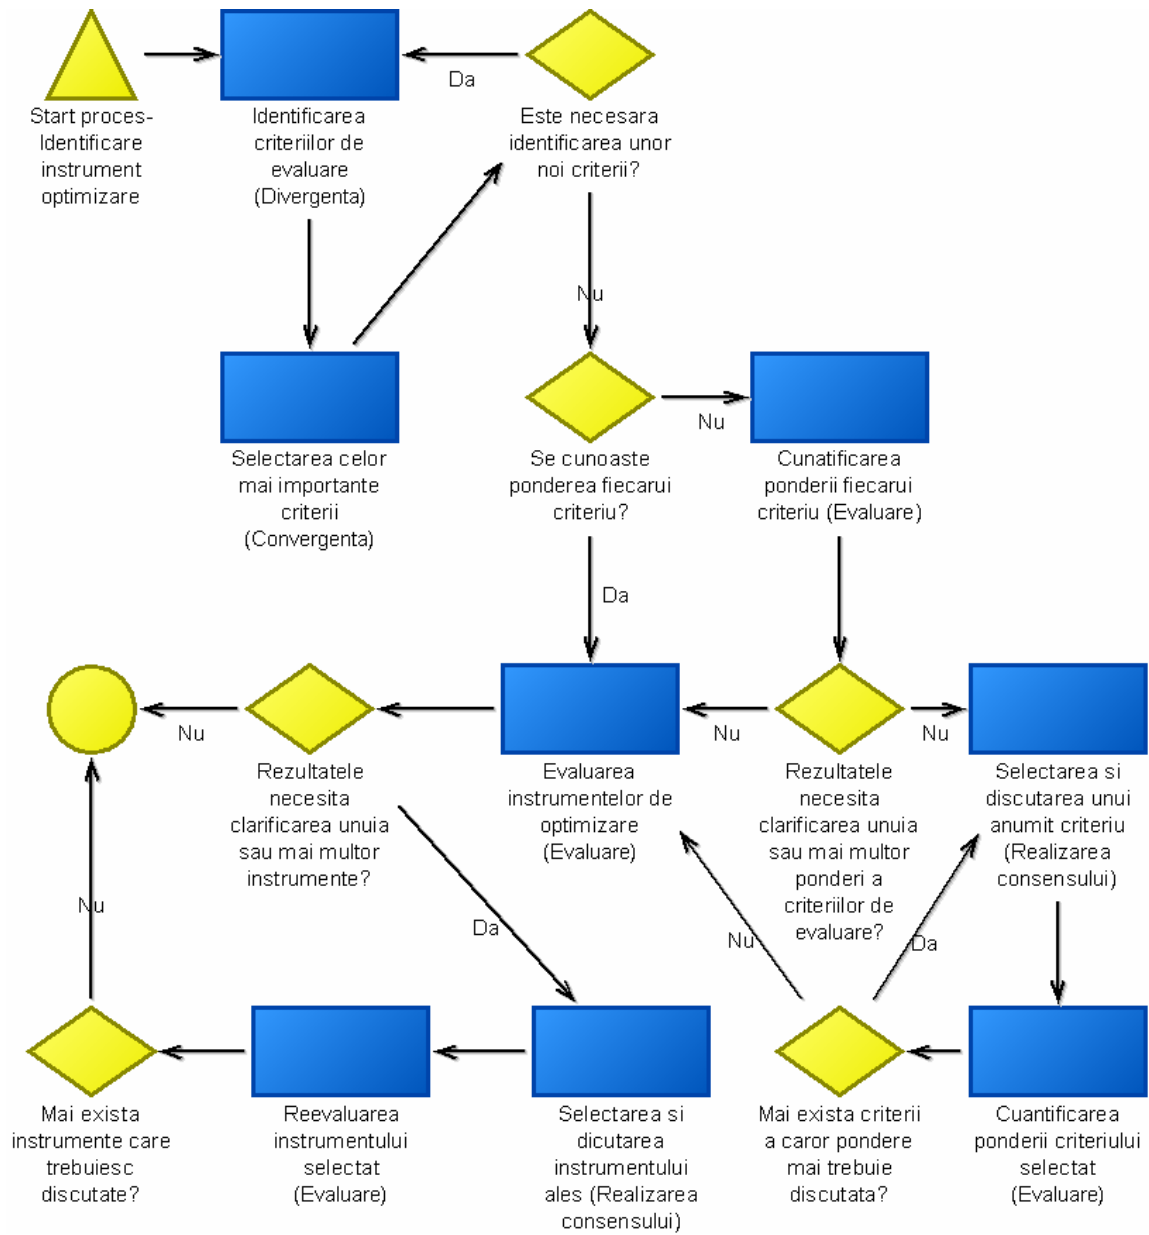 Start proces-
Identificare
instrument
optimizare
Identificarea
criteriilor de
evaluare
(Divergenta)
Da
Este necesara
identificarea unor
noi criterii?
Nu
Selectarea celor
mai importante
criterii
(Convergenta)
Se cunoaste
ponderea fiecarui
criteriu?
Nu
Cunatificarea
ponderii fiecarui
criteriu (Evaluare)
Da
Nu
Rezultatele
necesita
clarificarea unuia
sau mai multor
instrumente?
Evaluarea
instrumentelor de
optimizare
(Evaluare)
Nu
Rezultatele
necesita
clarificarea unuia
sau mai multor
ponderi a
criteriilor de
evaluare?
Nu
Selectarea si
discutarea unui
anumit criteriu
(Realizarea
consensului)
Nu
Da
Nu
Da
Mai exista
instrumente care
trebuiesc
discutate?
Reevaluarea
instrumentului
selectat
(Evaluare)
Selectarea si
dicutarea
instrumentului
ales (Realizarea
consensului)
Mai exista criterii
a caror pondere
mai trebuie
discutata?
Cuantificarea
ponderii criteriului
selectat
(Evaluare)